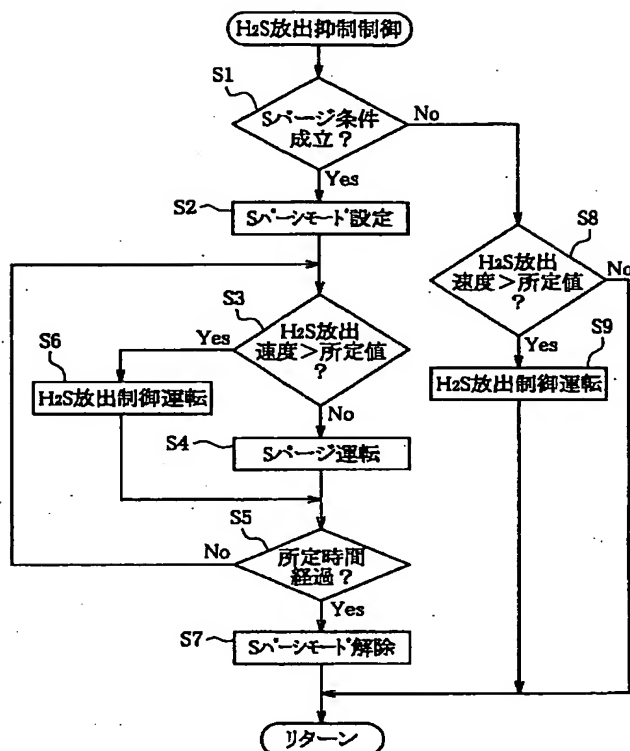 H2S放出抑制制御
S1
Sパージ条件
成立?
No
Yes
S2
Sパージモード設定
S8
H2S放出
速度>所定値
?
No
Yes
S3
H2S放出
速度>所定値
?
Yes
No
S6
H2S放出制御運転
S9
H2S放出制御運転
S4
Sパージ運転
S5
所定時間
経過?
No
Yes
S7
Sパージモード解除
リターン